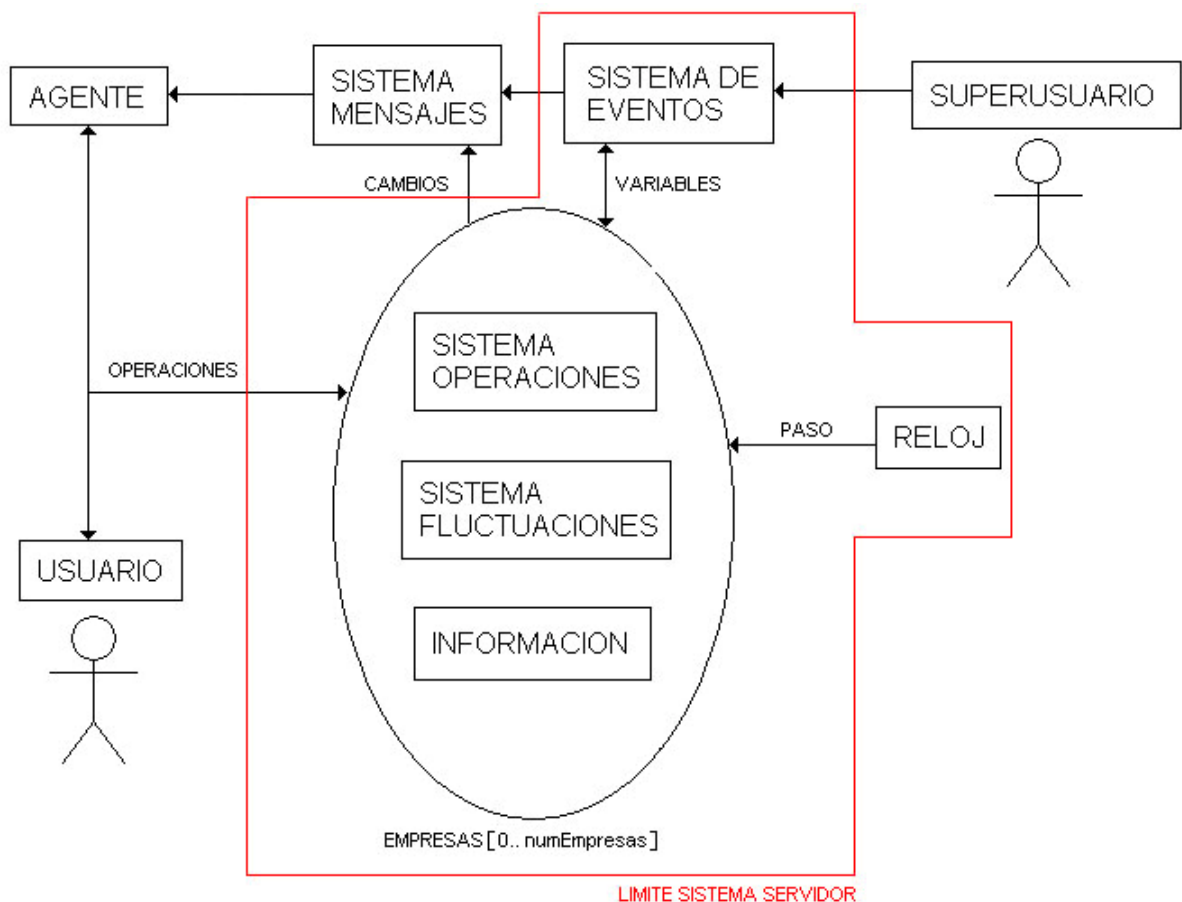 AGENTE
SISTEMA
MENSAJES
SISTEMA DE
EVENTOS
SUPERUSUARIO
CAMBIOS
VARIABLES
OPERACIONES
SISTEMA
OPERACIONES
PASO
RELOJ
SISTEMA
FLUCTUACIONES
USUARIO
INFORMACION
EMPRESAS[0..numEmpresas]
LIMITE SISTEMA SERVIDOR